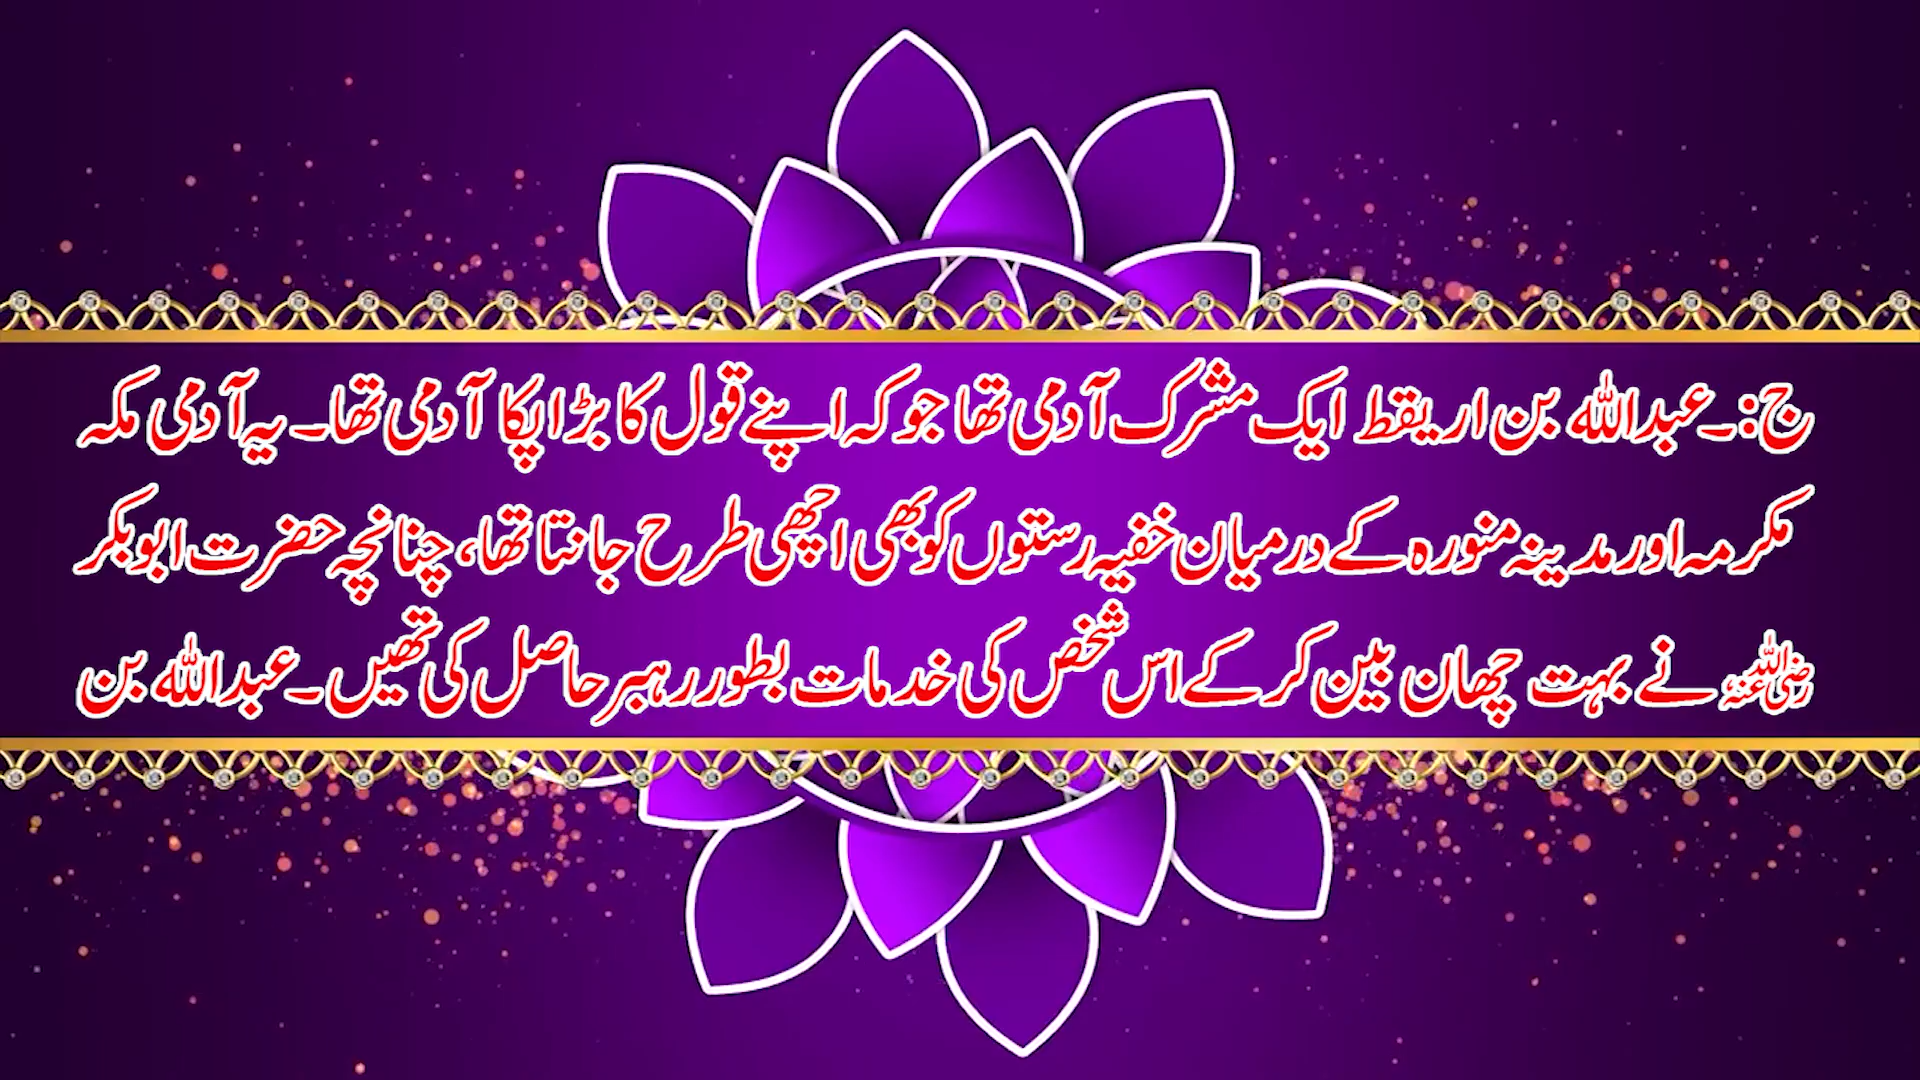 ج:۔ عبداللہ بن اریقط ایک مشرک آدمی تھا جو کہ اپنے قول کا بڑا پکا آدمی تھا۔ یہ آدمی مکہ
مکرمہ اور مدینہ منورہ کے درمیان خفیہ رستوں کو بھی اچھی طرح جانتا تھا، چنانچہ حضرت ابوبکر
رضی اللہ عنہ نے بہت چھان بین کر کے اس شخص کی خدمات بطور رہبر حاصل کی تھیں۔ عبداللہ بن